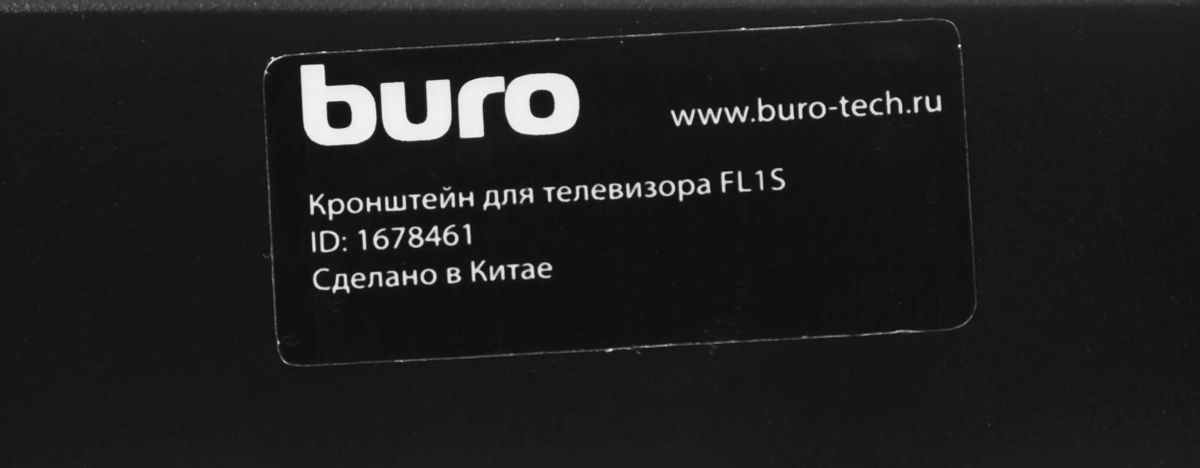 buro
www.buro-tech.ru
Кронштейн для телевизора FL1S
ID: 1678461
Сделано в Китае